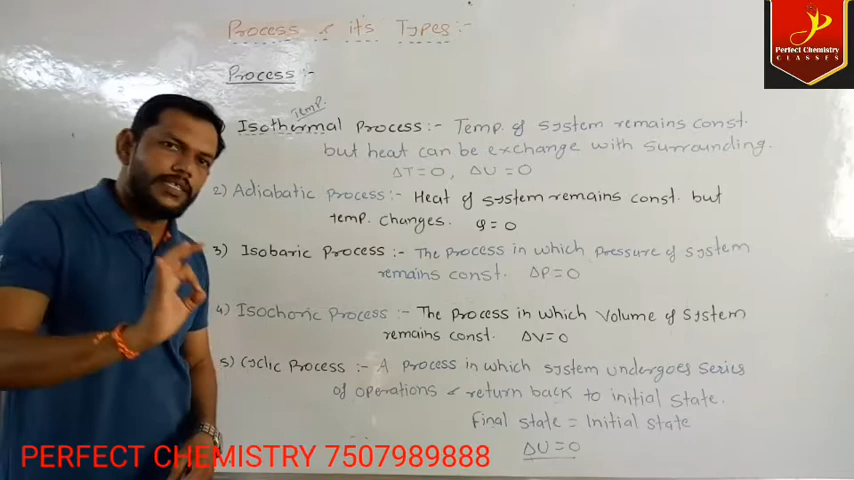 Process & it's Types :-
Perfect Chemistry
CLASSES
Process :-
Temp.
Isothermal Process :- Temp. of system remains const.
but heat can be exchange with surrounding.
ΔT = 0, ΔU = 0
2) Adiabatic Process :- Heat of system remains const. but
temp. changes. q = 0
3) Isobaric Process :- The Process in which Pressure of system
remains const. ΔP = 0
4) Isochoric Process :- The Process in which Volume of System
remains const. ΔV = 0
5) Cyclic Process :- A Process in which system undergoes Series
of operations & return back to initial State.
Final state = Initial state
ΔU = 0
PERFECT CHEMISTRY 7507989888